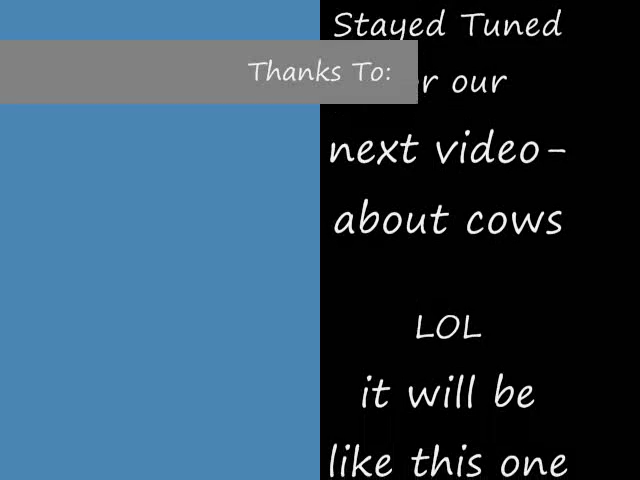 Stayed Tuned
Thanks To:
r our
next video-
about cows
LOL
it will be
like this one